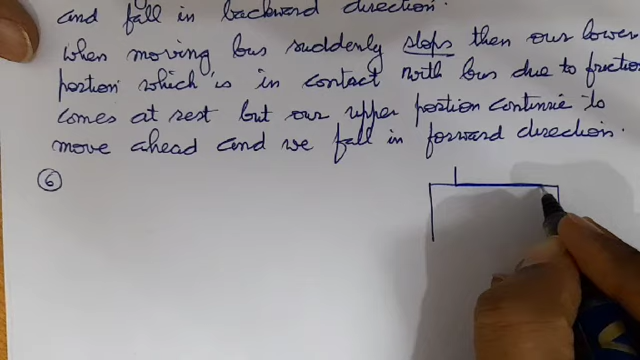 and fall in backward direction.
when moving bus suddenly stops then our lower
portion which is in contact with bus due to friction
comes at rest but our upper portion continue to
move ahead and we fall in forward direction.
6